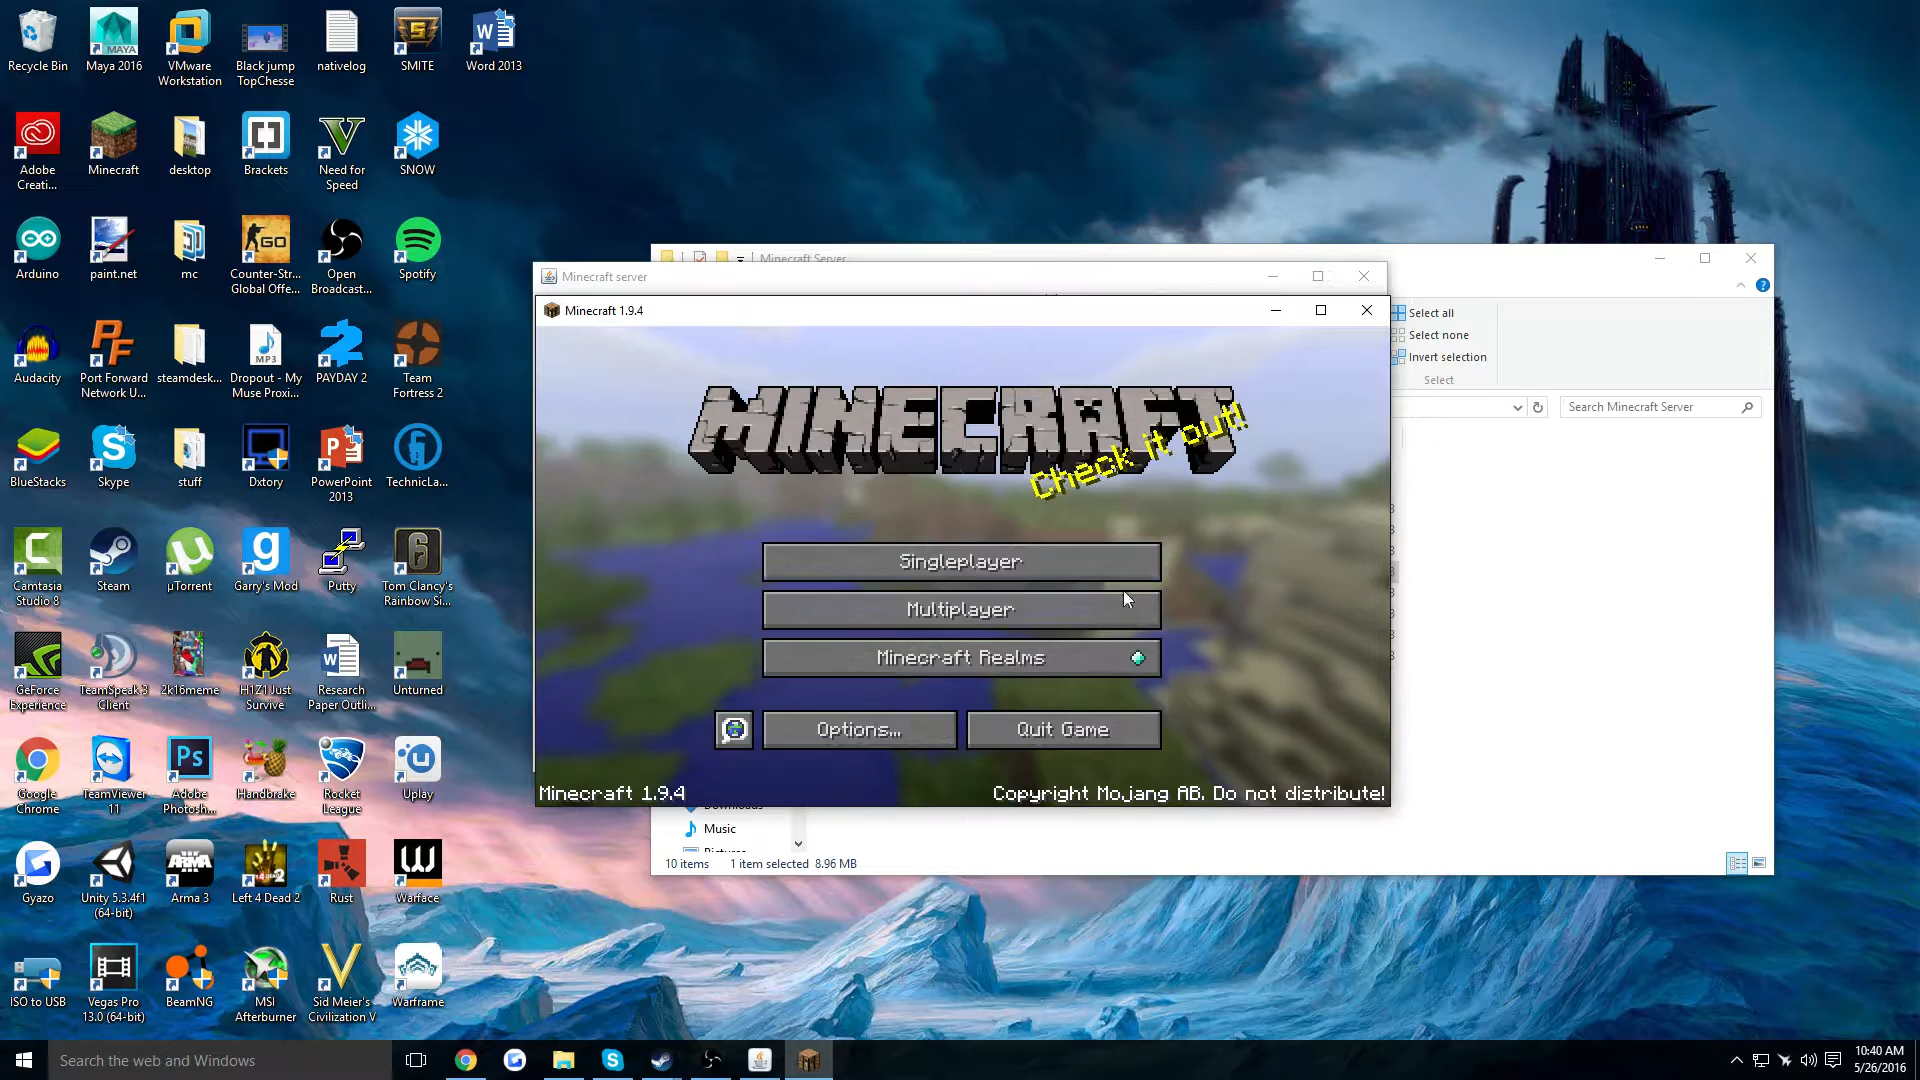 Recycle Bin
Maya 2016
VMware
Workstation
Black jump
TopChesse
nativelog
SMITE
Word 2013
Adobe
Creati...
Minecraft
desktop
Brackets
Need for
Speed
SNOW
Arduino
paint.net
mc
Counter-Str...
Global Offe...
Open
Broadcast...
Spotify
Audacity
Port Forward
Network U...
steamdesk...
Dropout - My
Muse Proxi...
PAYDAY 2
Team
Fortress 2
BlueStacks
Skype
stuff
Dxtory
PowerPoint
2013
TechnicLa...
Camtasia
Studio 8
Steam
µTorrent
Garry's Mod
Putty
Tom Clancy's
Rainbow Si...
GeForce
Experience
TeamSpeak 3
Client
2k16meme
H1Z1 Just
Survive
Research
Paper Outli...
Unturned
Google
Chrome
TeamViewer
11
Adobe
Photosh...
Handbrake
Rocket
League
Uplay
Gyazo
Unity 5.3.4f1
(64-bit)
Arma 3
Left 4 Dead 2
Rust
Warface
ISO to USB
Vegas Pro
13.0 (64-bit)
BeamNG
MSI
Afterburner
Sid Meier's
Civilization V
Warframe
Minecraft Server
Minecraft server
Minecraft 1.9.4
Select all
Select none
Invert selection
Select
Search Minecraft Server
MINECRAFT
Check it out!
Singleplayer
Multiplayer
Minecraft Realms
Options...
Quit Game
Minecraft 1.9.4
Copyright Mojang AB. Do not distribute!
Music
10 items
1 item selected 8.96 MB
Search the web and Windows
10:40 AM
5/26/2016